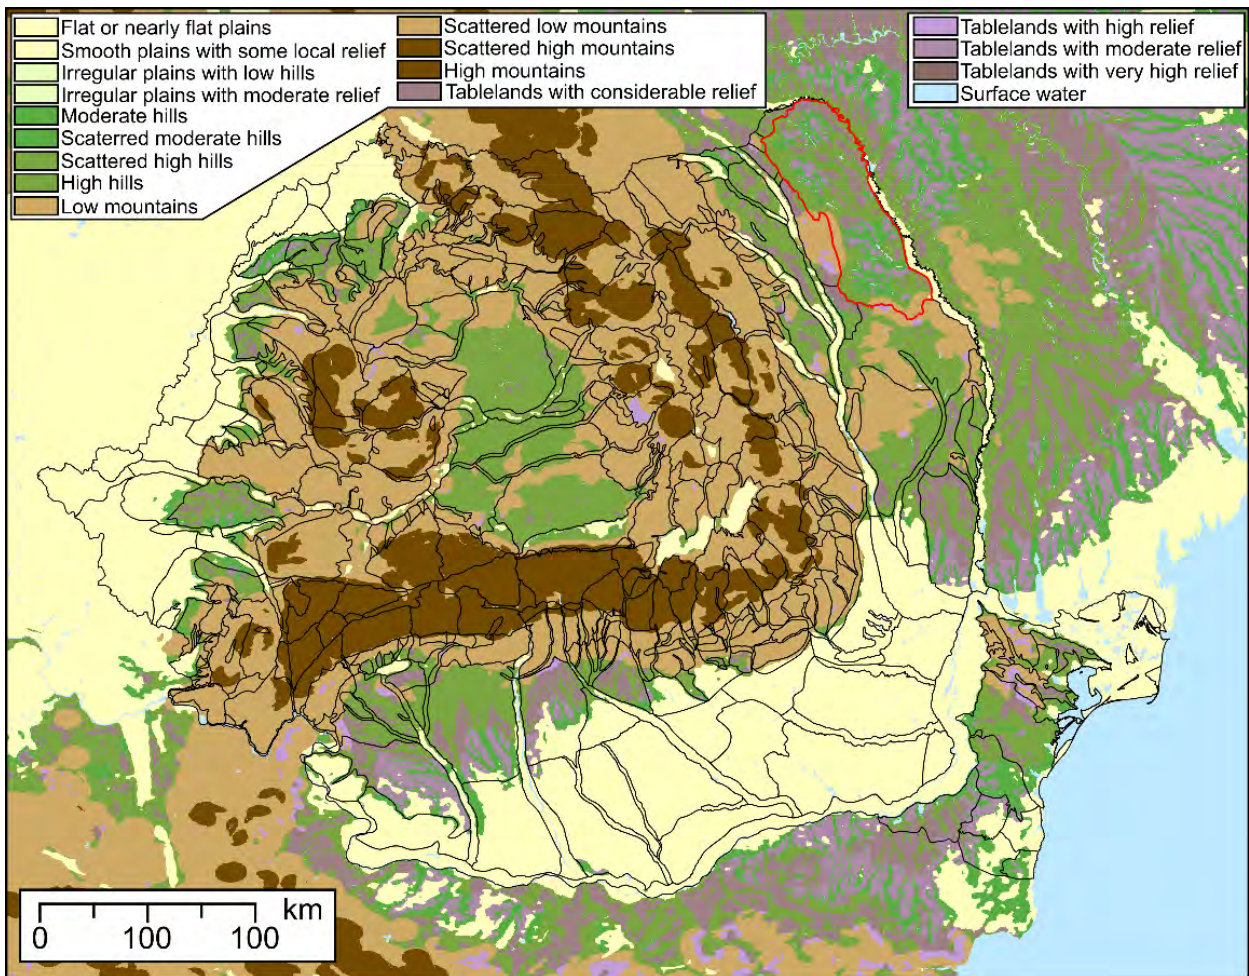 Flat or nearly flat plains
Smooth plains with some local relief
Irregular plains with low hills
Irregular plains with moderate relief
Moderate hills
Scaterred moderate hills
Scattered high hills
High hills
Low mountains
Scattered low mountains
Scattered high mountains
High mountains
Tablelands with considerable relief
Tablelands with high relief
Tablelands with moderate relief
Tablelands with very high relief
Surface water
km
0 100 100